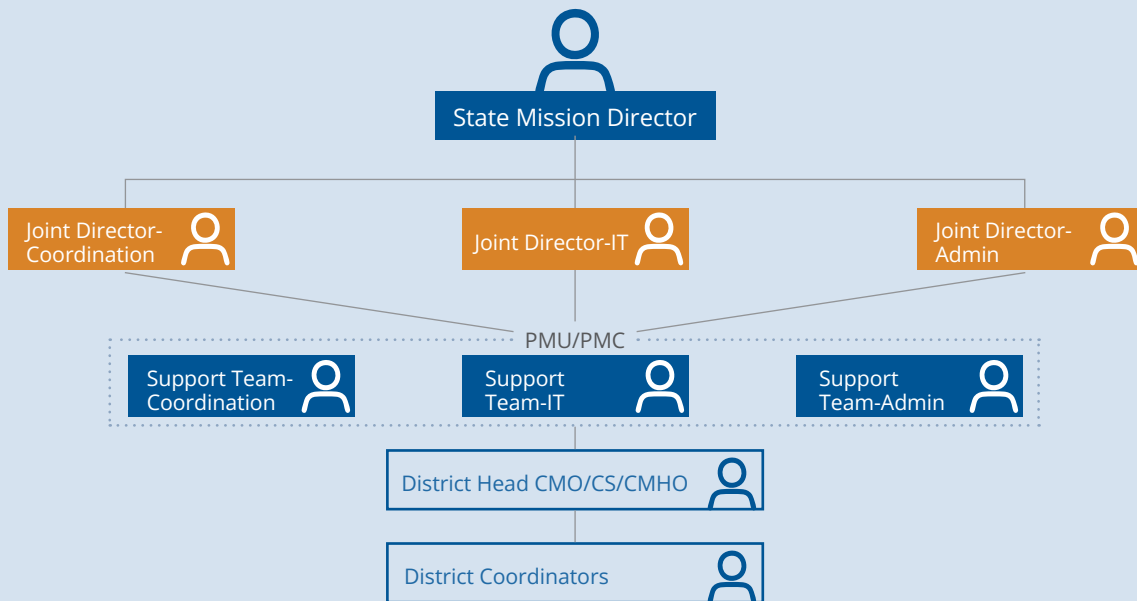 State Mission Director
Joint Director-
Coordination
Joint Director-IT
Joint Director-
Admin
PMU/PMC
Support Team-
Coordination
Support
Team-IT
Support
Team-Admin
District Head CMO/CS/CMHO
District Coordinators